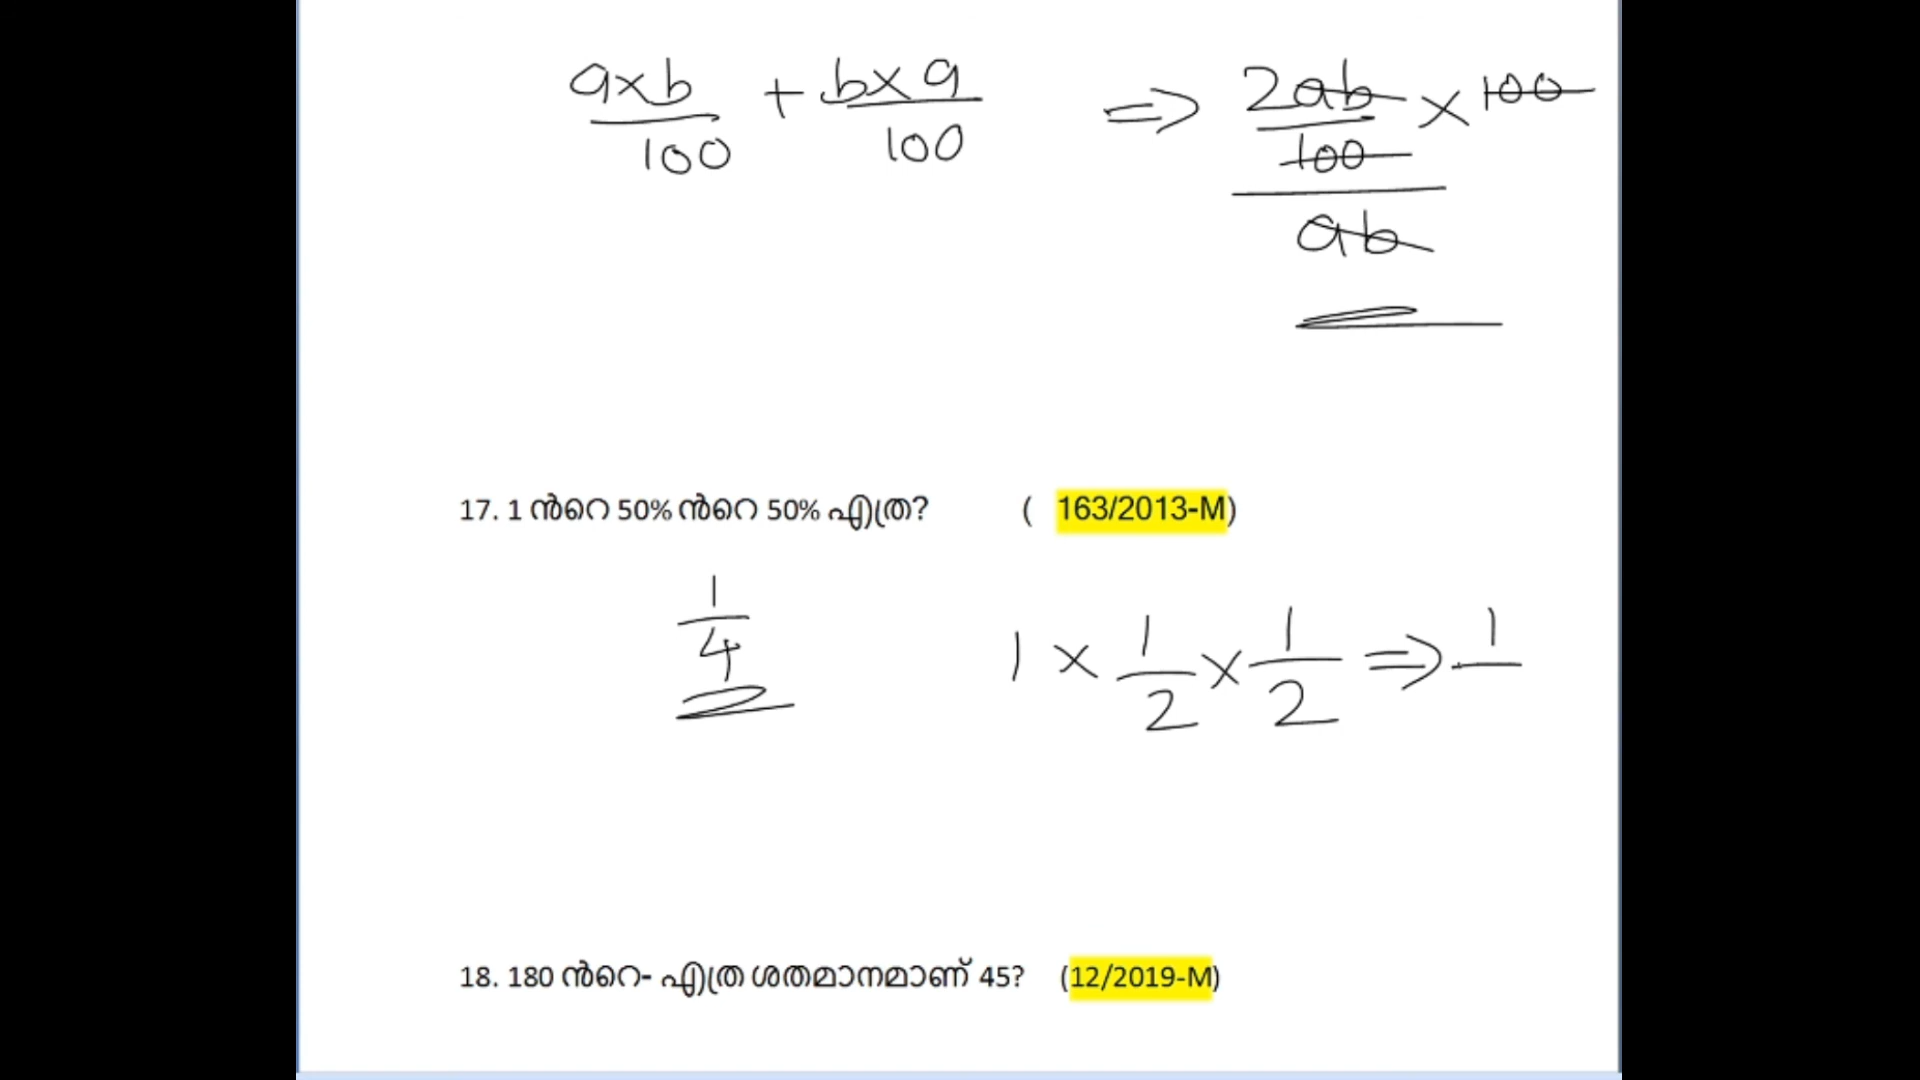 a×b/100 + b×a/100 ⇒ 2ab/100 × 100 / ab
17. 1 ൻറെ 50% ൻറെ 50% എത്ര? ( 163/2013-M)
1/4 1 × 1/2 × 1/2 ⇒ 1/
18. 180 ൻറെ- എത്ര ശതമാനമാണ് 45? (12/2019-M)